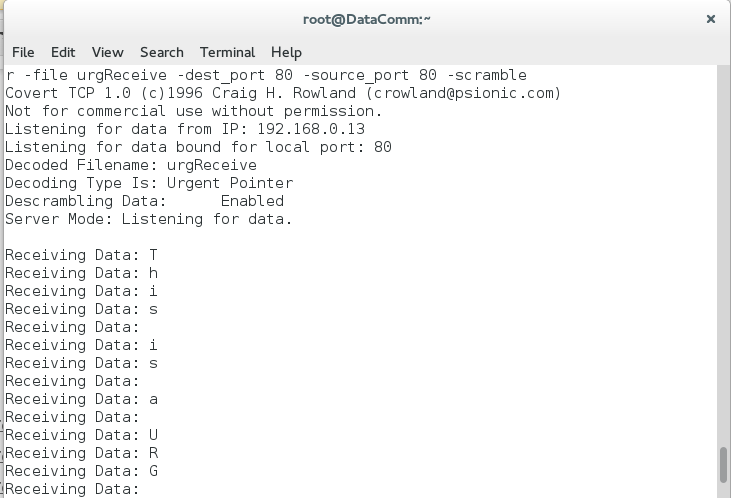 root@DataComm:~
×
File Edit View Search Terminal Help
r -file urgReceive -dest_port 80 -source_port 80 -scramble
Covert TCP 1.0 (c)1996 Craig H. Rowland (crowland@psionic.com)
Not for commercial use without permission.
Listening for data from IP: 192.168.0.13
Listening for data bound for local port: 80
Decoded Filename: urgReceive
Decoding Type Is: Urgent Pointer
Descrambling Data:      Enabled
Server Mode: Listening for data.

Receiving Data: T
Receiving Data: h
Receiving Data: i
Receiving Data: s
Receiving Data:
Receiving Data: i
Receiving Data: s
Receiving Data:
Receiving Data: a
Receiving Data:
Receiving Data: U
Receiving Data: R
Receiving Data: G
Receiving Data: